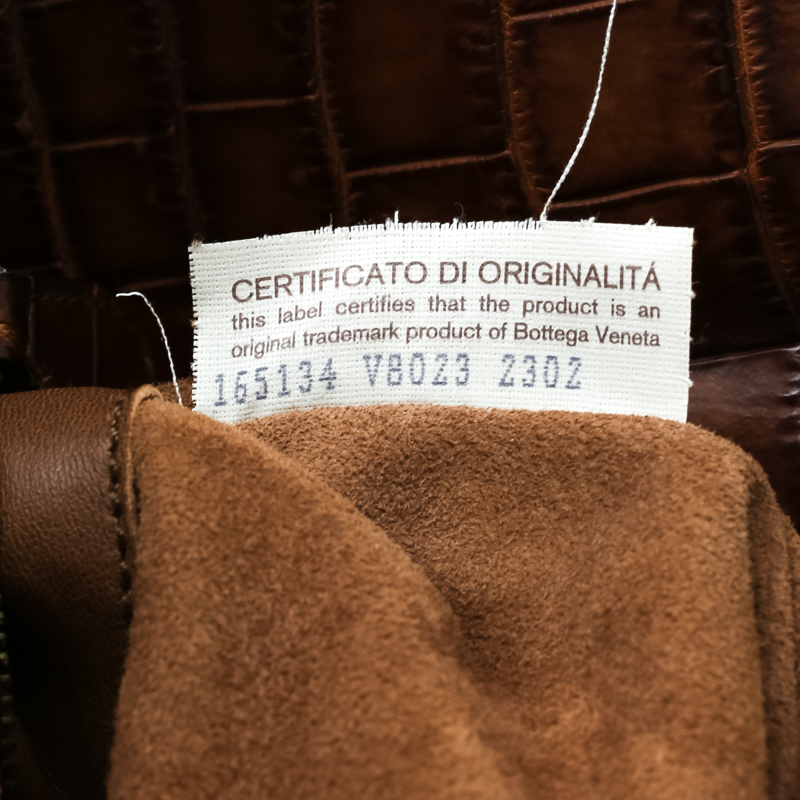 CERTIFICATO DI ORIGINALITÁ
this label certifies that the product is an
original trademark product of Bottega Veneta
165134 V8023 2302